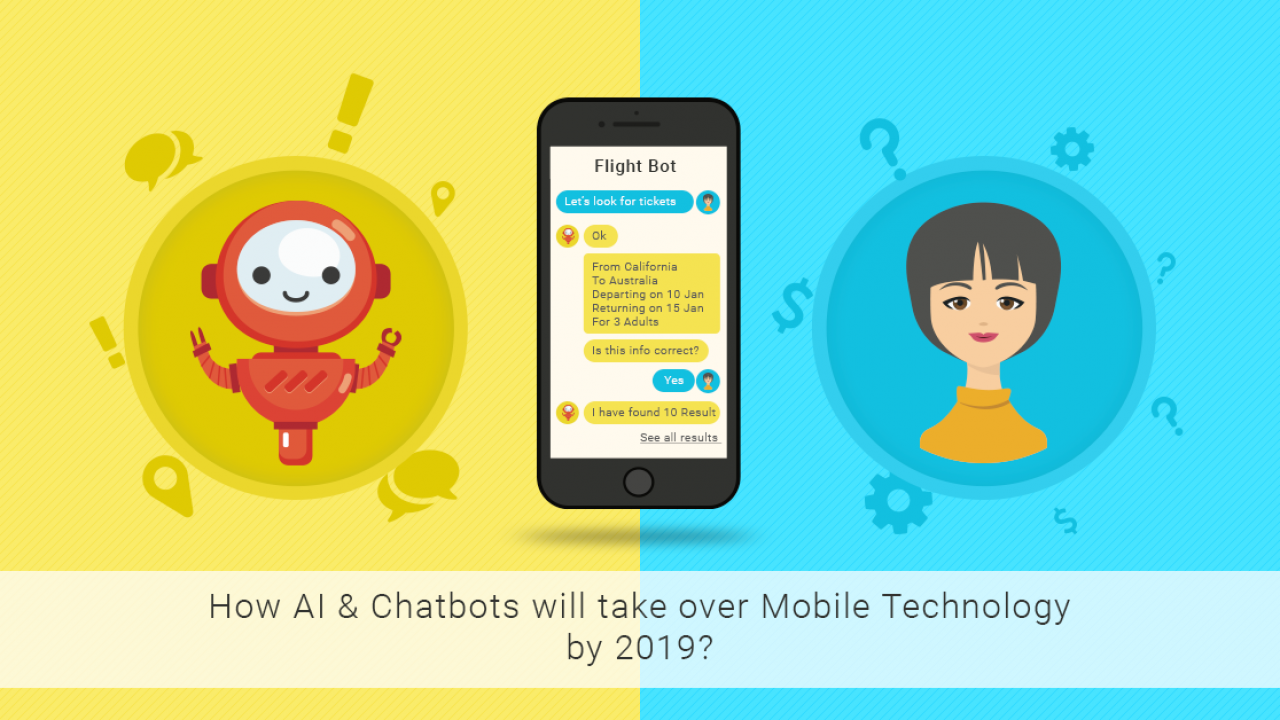 Flight Bot
Let's look for tickets
Ok
From California
To Australia
Departing on 10 Jan
Returning on 15 Jan
For 3 Adults
Is this info correct?
Yes
I have found 10 Result
See all results
How AI & Chatbots will take over Mobile Technology
by 2019?